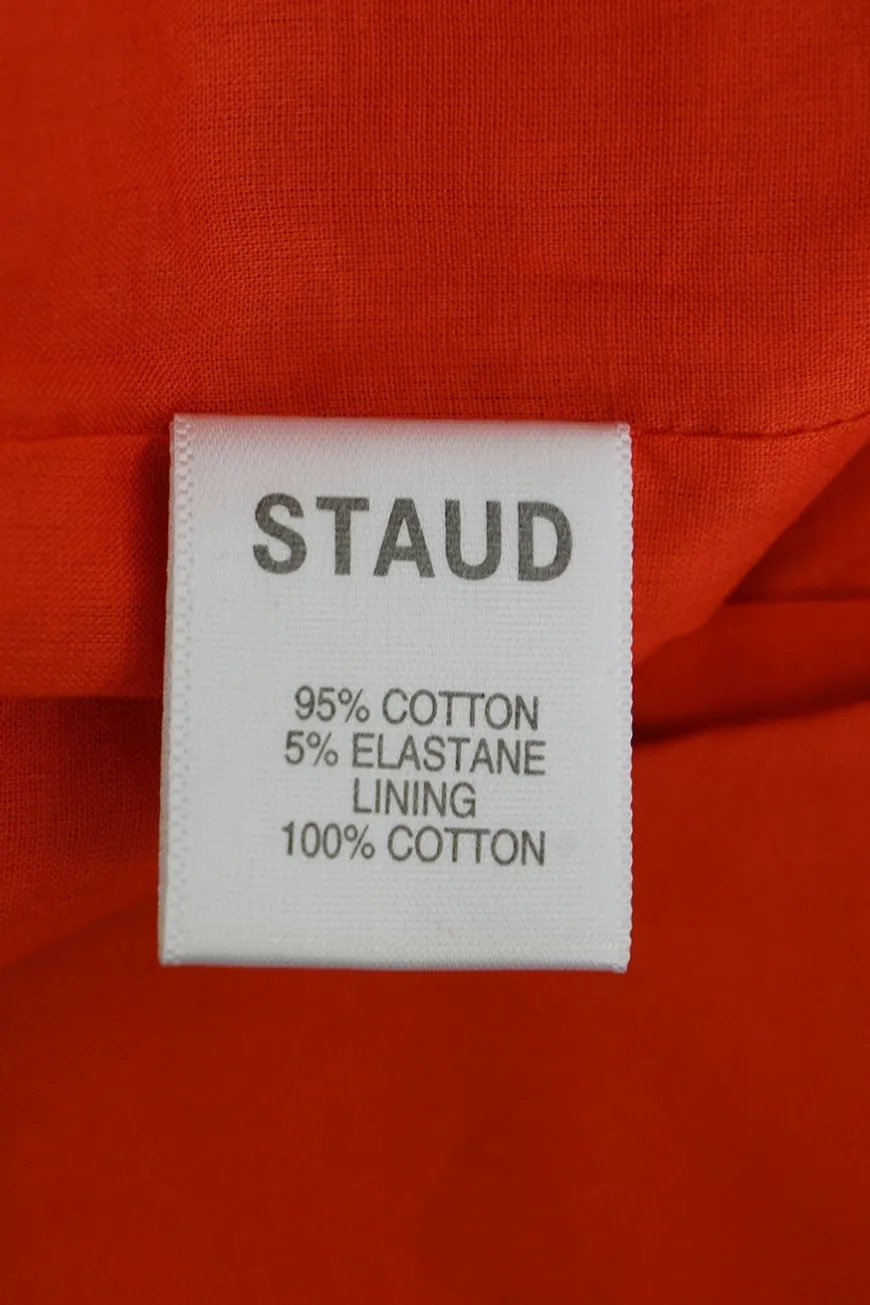 STAUD
95% COTTON
5% ELASTANE
LINING
100% COTTON